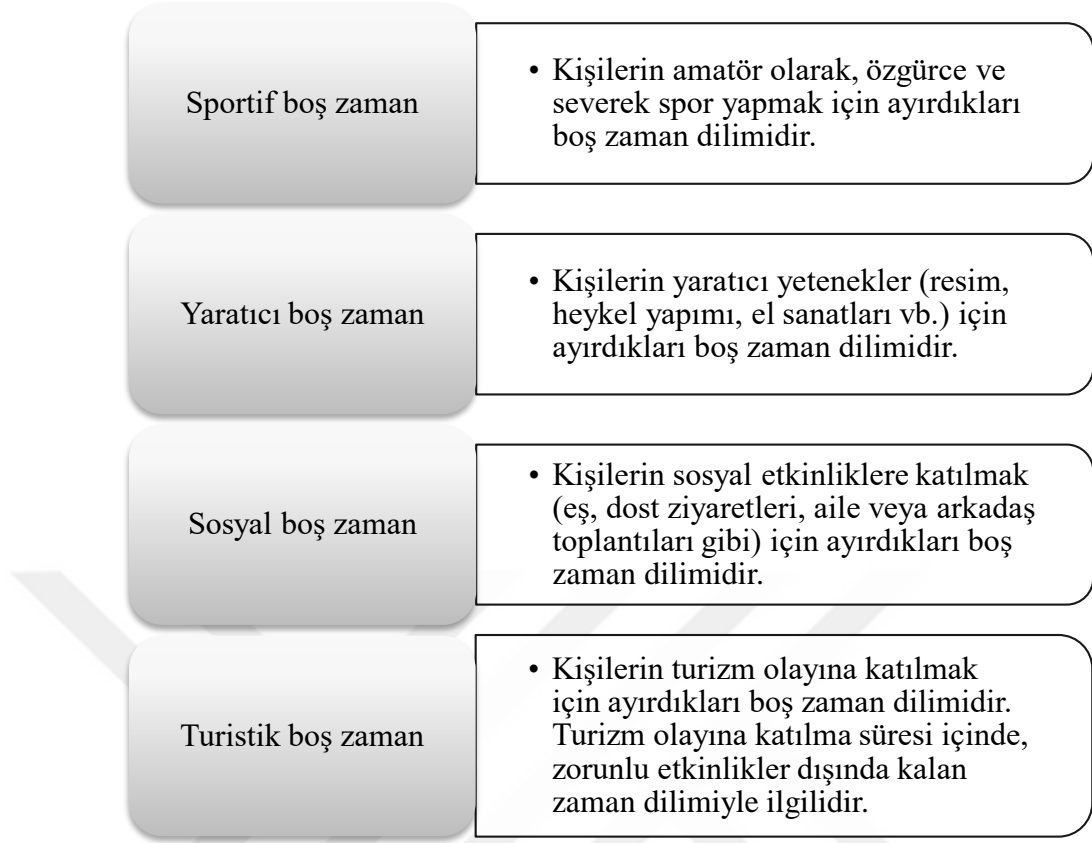 Sportif boş zaman
• Kişilerin amatör olarak, özgürce ve
severek spor yapmak için ayırdıkları
boş zaman dilimidir.
Yaratıcı boş zaman
• Kişilerin yaratıcı yetenekler (resim,
heykel yapımı, el sanatları vb.) için
ayırdıkları boş zaman dilimidir.
Sosyal boş zaman
• Kişilerin sosyal etkinliklere katılmak
(eş, dost ziyaretleri, aile veya arkadaş
toplantıları gibi) için ayırdıkları boş
zaman dilimidir.
Turistik boş zaman
• Kişilerin turizm olayına katılmak
için ayırdıkları boş zaman dilimidir.
Turizm olayına katılma süresi içinde,
zorunlu etkinlikler dışında kalan
zaman dilimiyle ilgilidir.